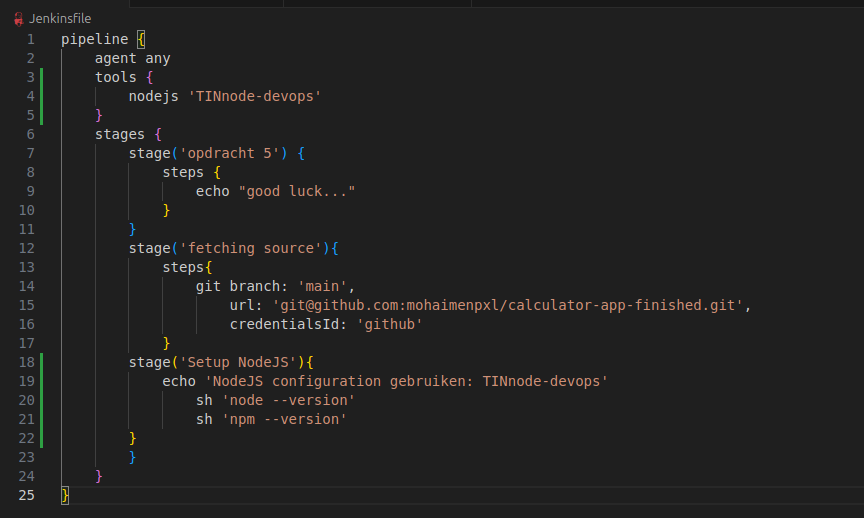 Jenkinsfile
1 pipeline {
2     agent any
3     tools {
4         nodejs 'TINnode-devops'
5     }
6     stages {
7         stage('opdracht 5') {
8             steps {
9                 echo "good luck..."
10             }
11         }
12         stage('fetching source'){
13             steps{
14                 git branch: 'main',
15                     url: 'git@github.com:mohaimenpxl/calculator-app-finished.git',
16                     credentialsId: 'github'
17             }
18         stage('Setup NodeJS'){
19             echo 'NodeJS configuration gebruiken: TINnode-devops'
20                 sh 'node --version'
21                 sh 'npm --version'
22         }
23         }
24     }
25 }